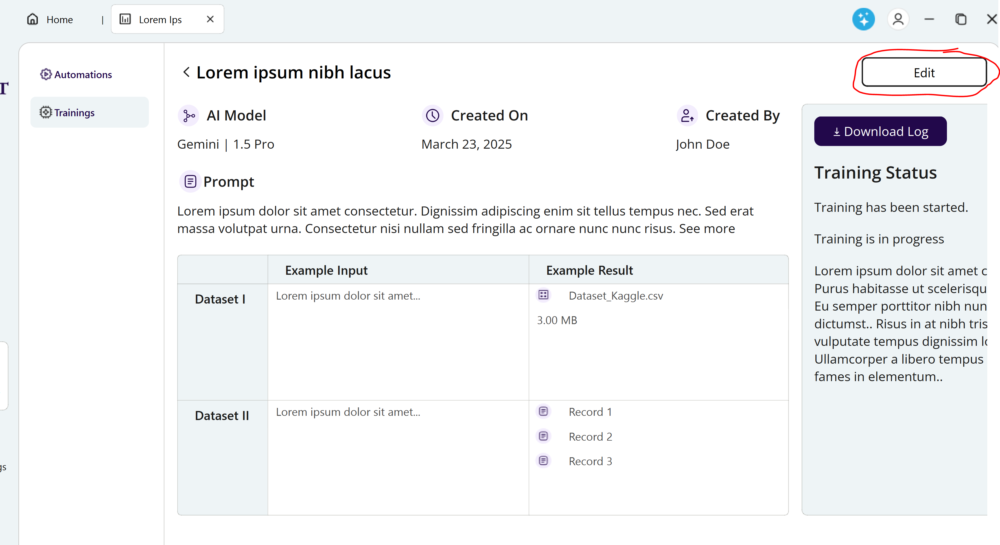 Home | Lorem Ips
Automations
Trainings
T
gs
Lorem ipsum nibh lacus
Edit
AI Model
Gemini | 1.5 Pro
Created On
March 23, 2025
Created By
John Doe
Prompt
Lorem ipsum dolor sit amet consectetur. Dignissim adipiscing enim sit tellus tempus nec. Sed erat
massa volutpat urna. Consectetur nisi nullam sed fringilla ac ornare nunc nunc risus. See more
Example Input Example Result
Dataset I Lorem ipsum dolor sit amet... Dataset_Kaggle.csv
3.00 MB
Dataset II Lorem ipsum dolor sit amet... Record 1
Record 2
Record 3
Download Log
Training Status
Training has been started.
Training is in progress
Lorem ipsum dolor sit amet c
Purus habitasse ut scelerisqu
Eu semper porttitor nibh nun
dictumst.. Risus in at nibh tris
vulputate tempus dignissim lo
Ullamcorper a libero tempus
fames in elementum..